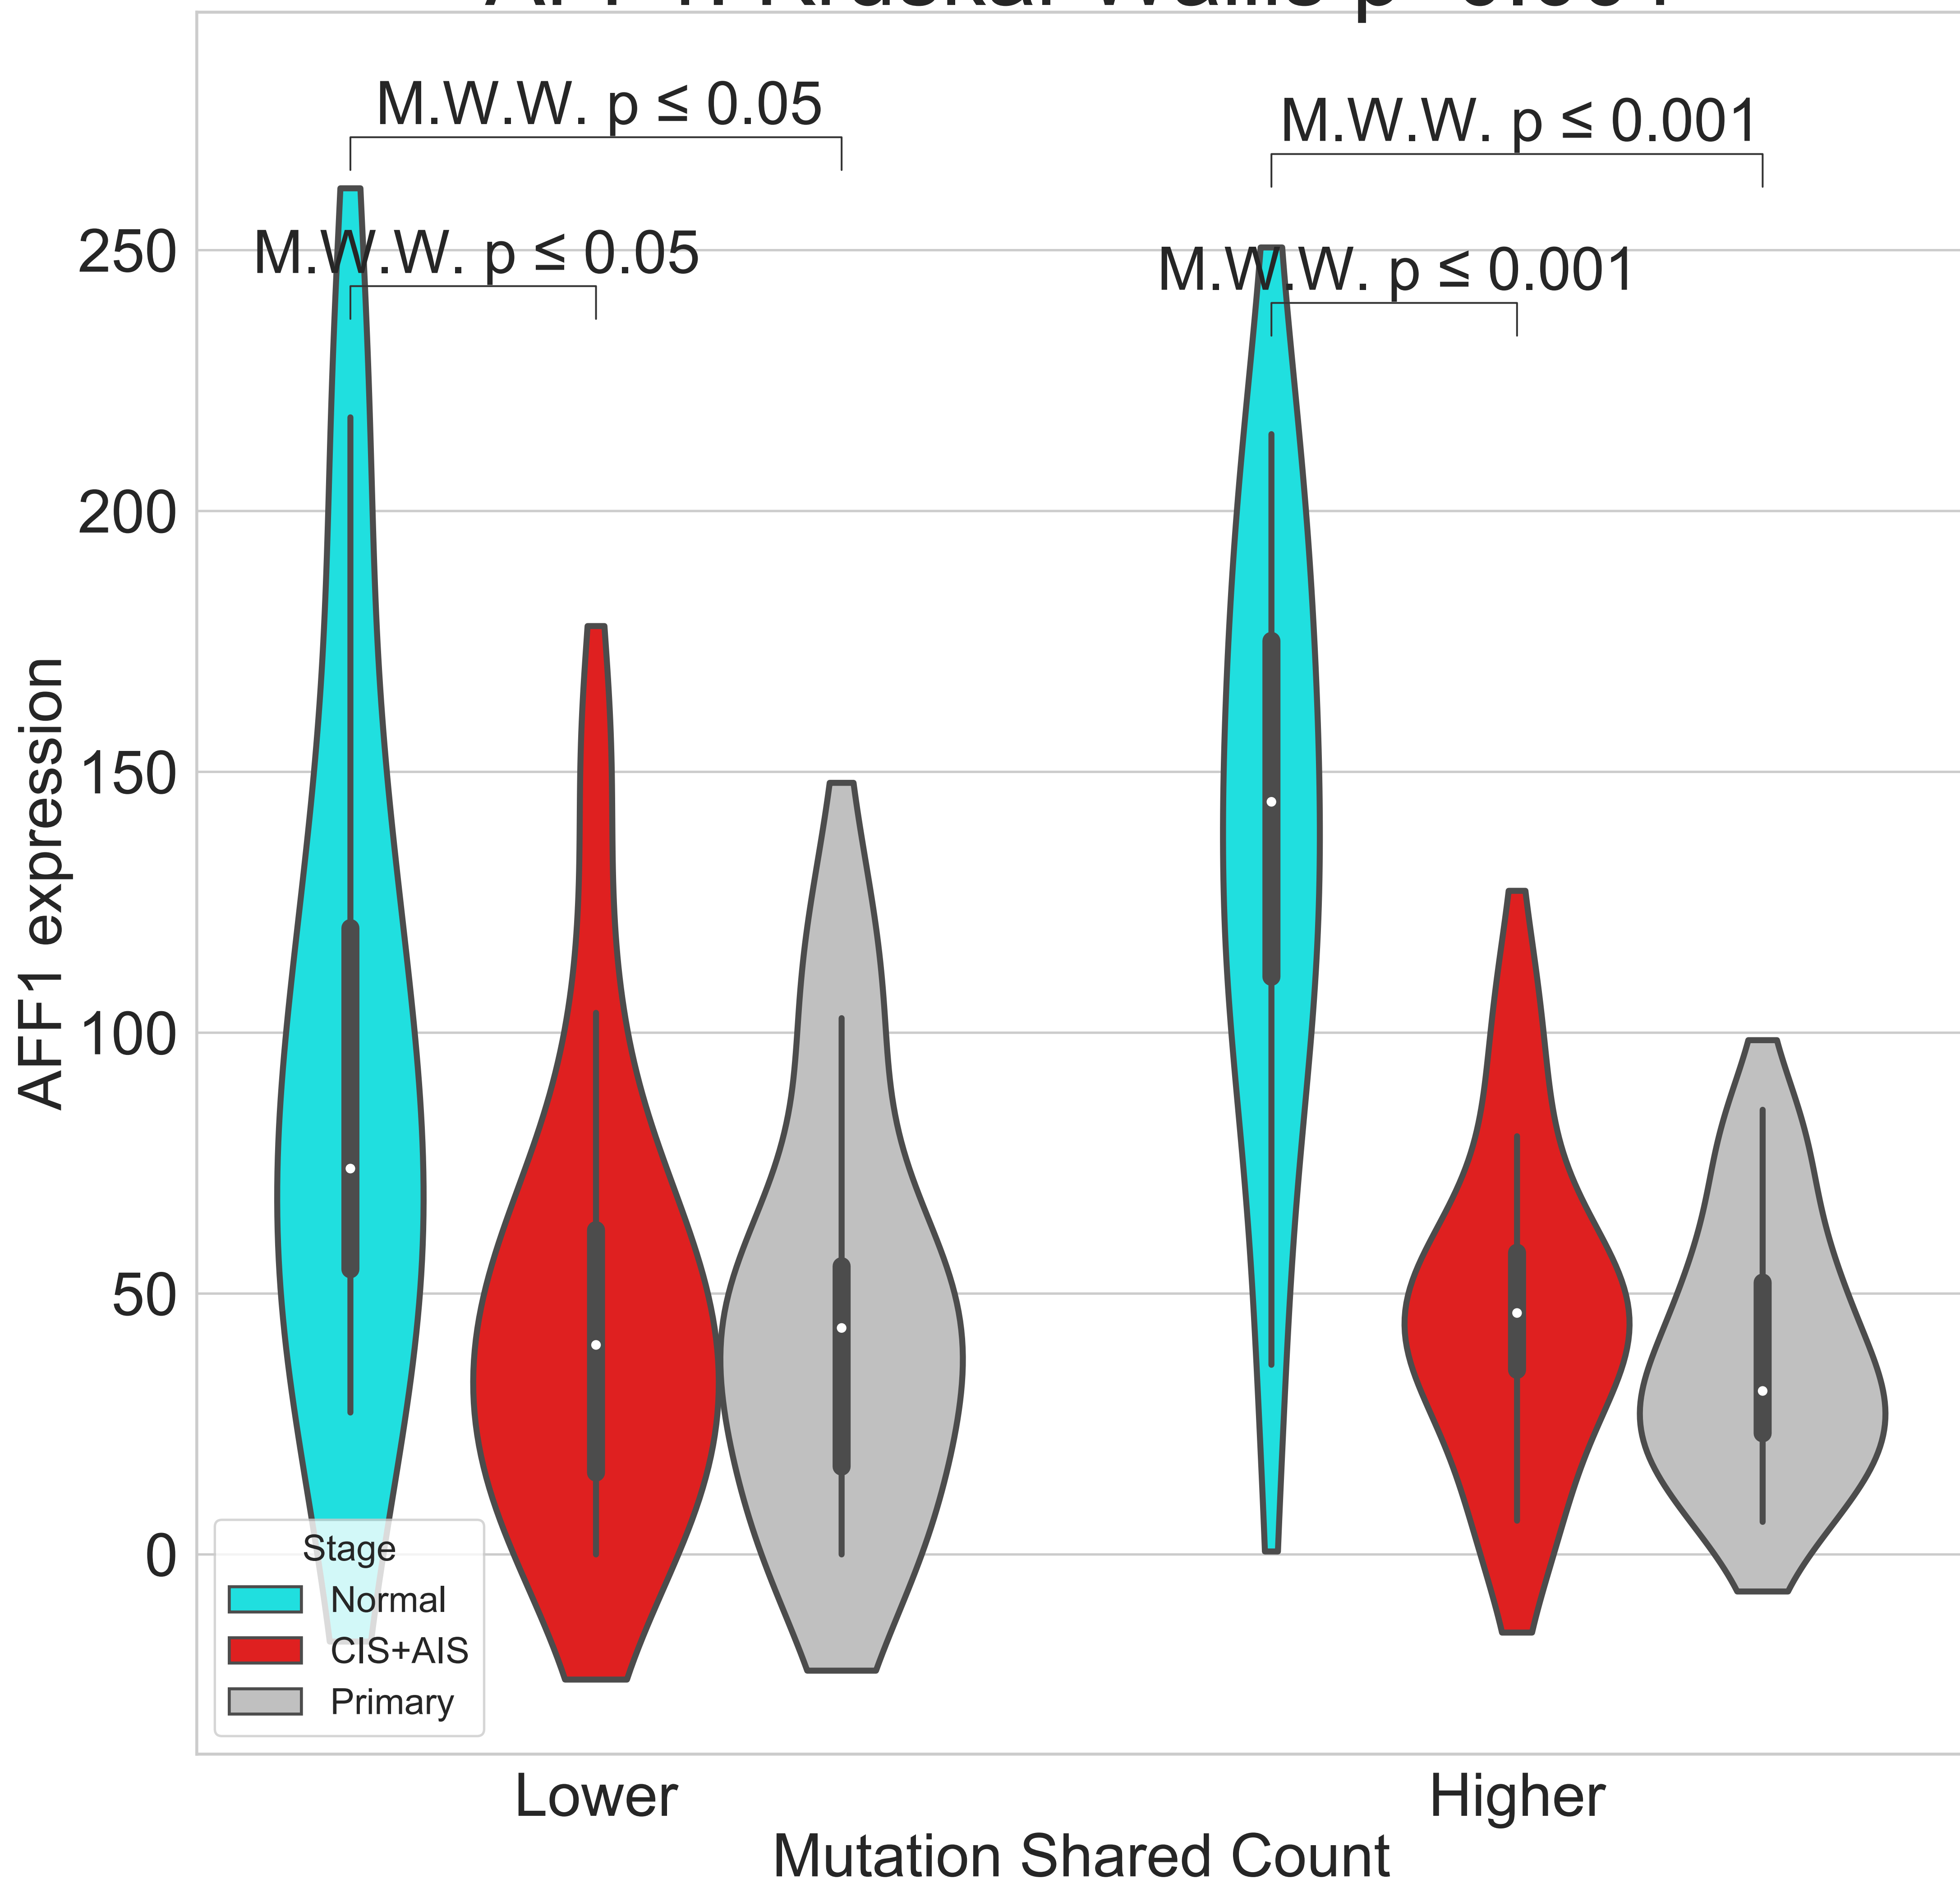 M.W.W. p ≤ 0.05
M.W.W. p ≤ 0.001
M.W.W. p ≤ 0.05
M.W.W. p ≤ 0.001
250
200
150
100
50
0
AFF1 expression
Stage
Normal
CIS+AIS
Primary
Lower
Higher
Mutation Shared Count